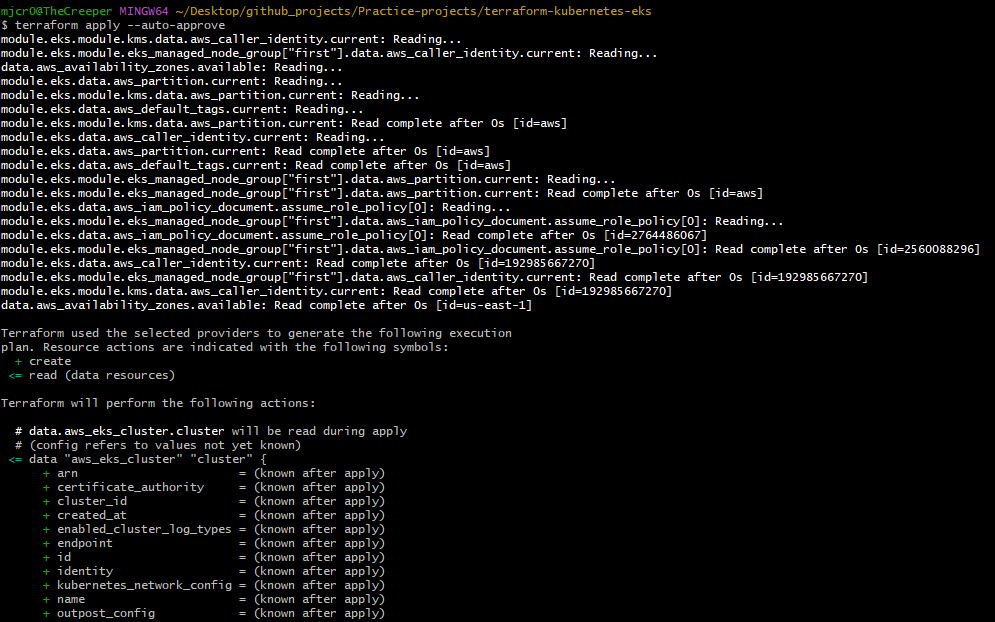 mjcr0@TheCreeper MINGW64 ~/Desktop/github_projects/Practice-projects/terraform-kubernetes-eks
$ terraform apply --auto-approve
module.eks.module.kms.data.aws_caller_identity.current: Reading...
module.eks.module.eks_managed_node_group["first"].data.aws_caller_identity.current: Reading...
data.aws_availability_zones.available: Reading...
module.eks.data.aws_partition.current: Reading...
module.eks.module.kms.data.aws_partition.current: Reading...
module.eks.data.aws_default_tags.current: Reading...
module.eks.module.kms.data.aws_partition.current: Read complete after 0s [id=aws]
module.eks.data.aws_caller_identity.current: Reading...
module.eks.data.aws_partition.current: Read complete after 0s [id=aws]
module.eks.data.aws_default_tags.current: Read complete after 0s [id=aws]
module.eks.module.eks_managed_node_group["first"].data.aws_partition.current: Reading...
module.eks.module.eks_managed_node_group["first"].data.aws_partition.current: Read complete after 0s [id=aws]
module.eks.data.aws_iam_policy_document.assume_role_policy[0]: Reading...
module.eks.module.eks_managed_node_group["first"].data.aws_iam_policy_document.assume_role_policy[0]: Reading...
module.eks.data.aws_iam_policy_document.assume_role_policy[0]: Read complete after 0s [id=2764486067]
module.eks.module.eks_managed_node_group["first"].data.aws_iam_policy_document.assume_role_policy[0]: Read complete after 0s [id=2560088296]
module.eks.data.aws_caller_identity.current: Read complete after 0s [id=192985667270]
module.eks.module.eks_managed_node_group["first"].data.aws_caller_identity.current: Read complete after 0s [id=192985667270]
module.eks.module.kms.data.aws_caller_identity.current: Read complete after 0s [id=192985667270]
data.aws_availability_zones.available: Read complete after 0s [id=us-east-1]

Terraform used the selected providers to generate the following execution
plan. Resource actions are indicated with the following symbols:
  + create
 <= read (data resources)

Terraform will perform the following actions:

  # data.aws_eks_cluster.cluster will be read during apply
  # (config refers to values not yet known)
 <= data "aws_eks_cluster" "cluster" {
      + arn                       = (known after apply)
      + certificate_authority     = (known after apply)
      + cluster_id                = (known after apply)
      + created_at                = (known after apply)
      + enabled_cluster_log_types = (known after apply)
      + endpoint                  = (known after apply)
      + id                        = (known after apply)
      + identity                  = (known after apply)
      + kubernetes_network_config = (known after apply)
      + name                      = (known after apply)
      + outpost_config            = (known after apply)